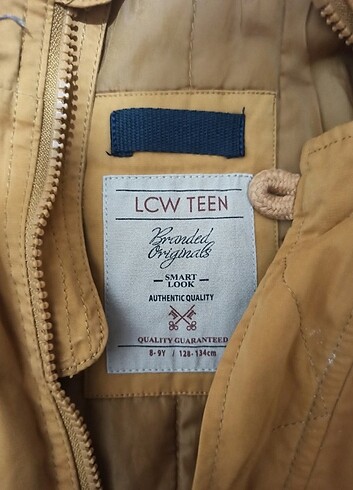 LCW TEEN
Branded
Originals
SMART
LOOK
AUTHENTIC QUALITY
QUALITY GUARANTEED
8-9Y / 128-134cm